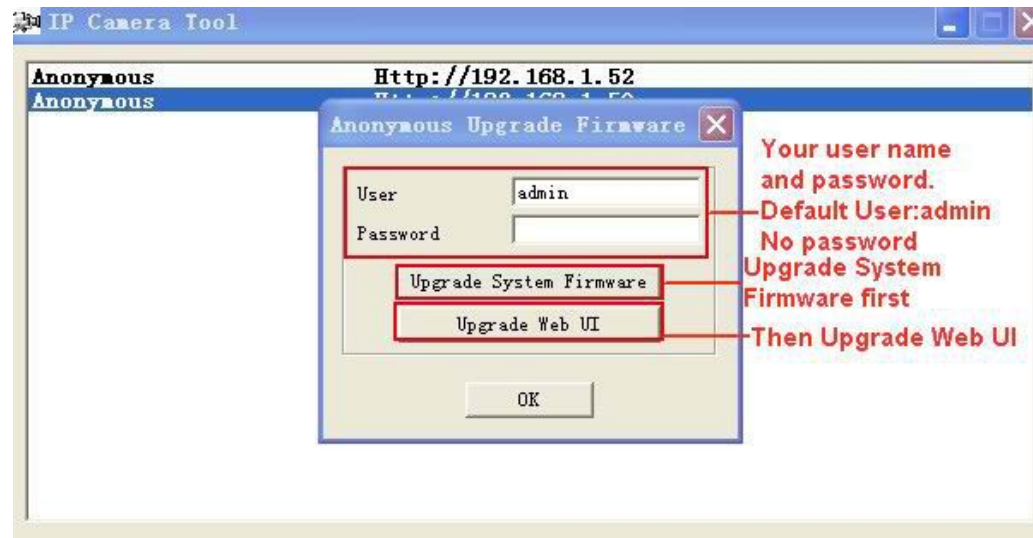 IP Camera Tool
Anonymous Http://192.168.1.52
Anonymous
Anonymous Upgrade Firmware
User admin
Password
Upgrade System Firmware
Upgrade Web UI
OK
Your user name
and password.
Default User:admin
No password
Upgrade System
Firmware first
Then Upgrade Web UI